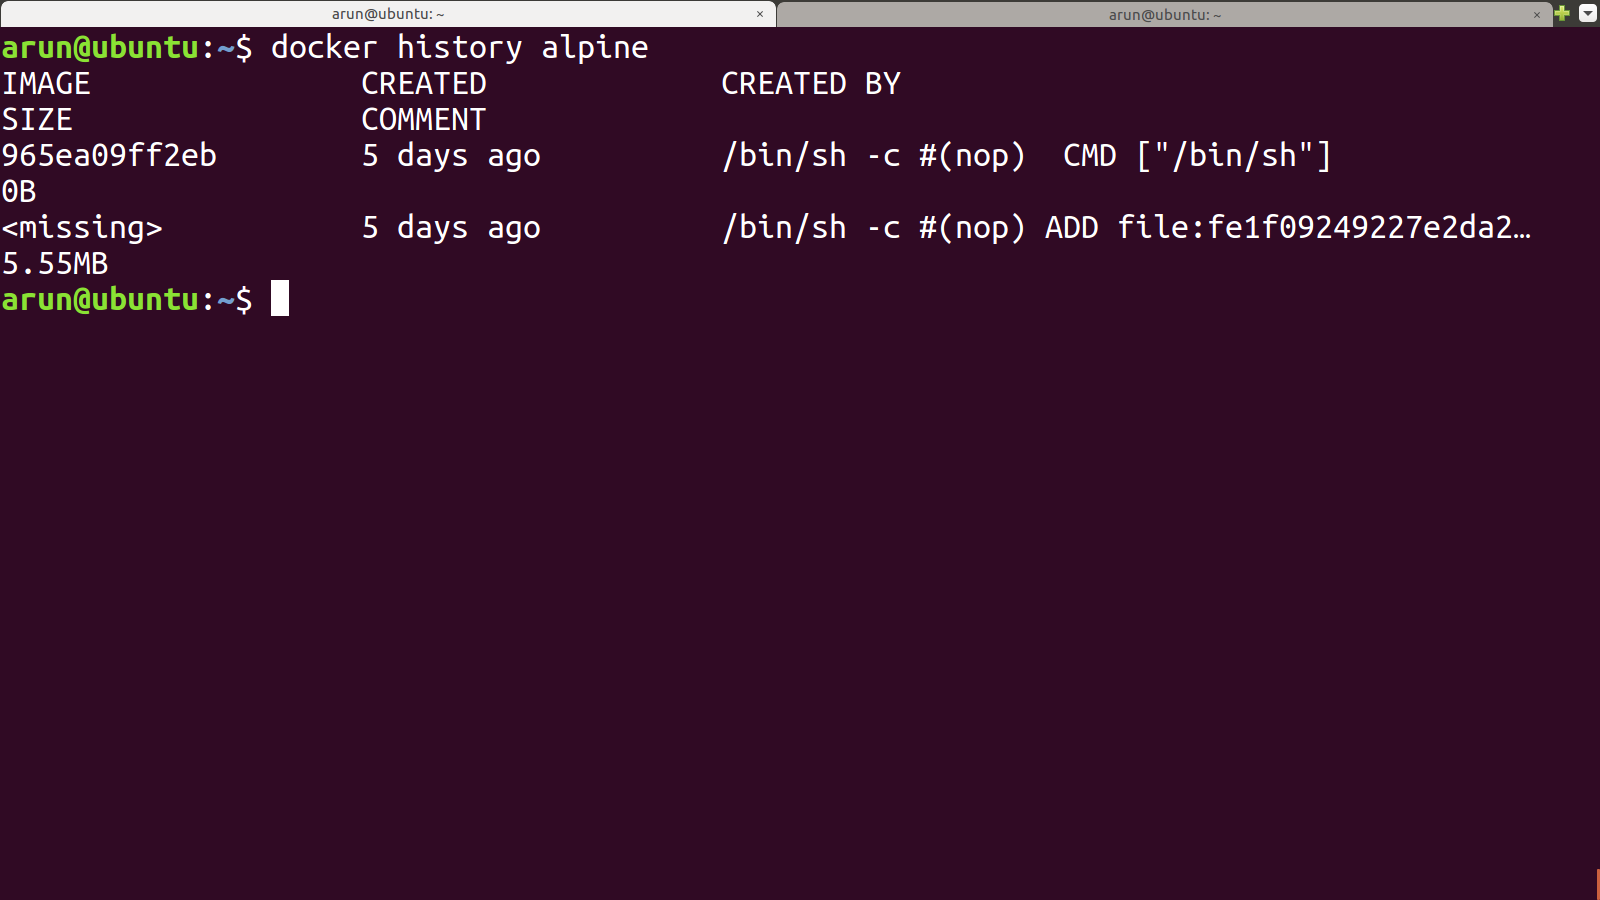 arun@ubuntu: ~ × arun@ubuntu: ~ ×
arun@ubuntu:~$ docker history alpine
IMAGE               CREATED             CREATED BY
SIZE                COMMENT
965ea09ff2eb        5 days ago          /bin/sh -c #(nop)  CMD ["/bin/sh"]
0B
<missing>           5 days ago          /bin/sh -c #(nop) ADD file:fe1f09249227e2da2…
5.55MB
arun@ubuntu:~$